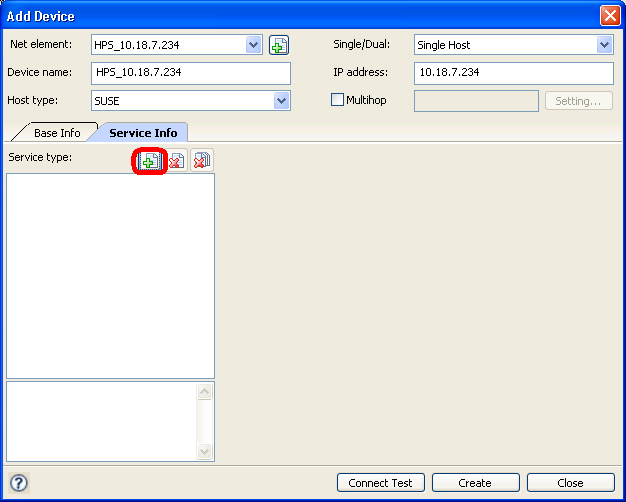 Add Device
Net element: HPS_10.18.7.234 Single/Dual: Single Host
Device name: HPS_10.18.7.234 IP address: 10.18.7.234
Host type: SUSE Multihop Setting...
Base Info Service Info
Service type:
? Connect Test Create Close